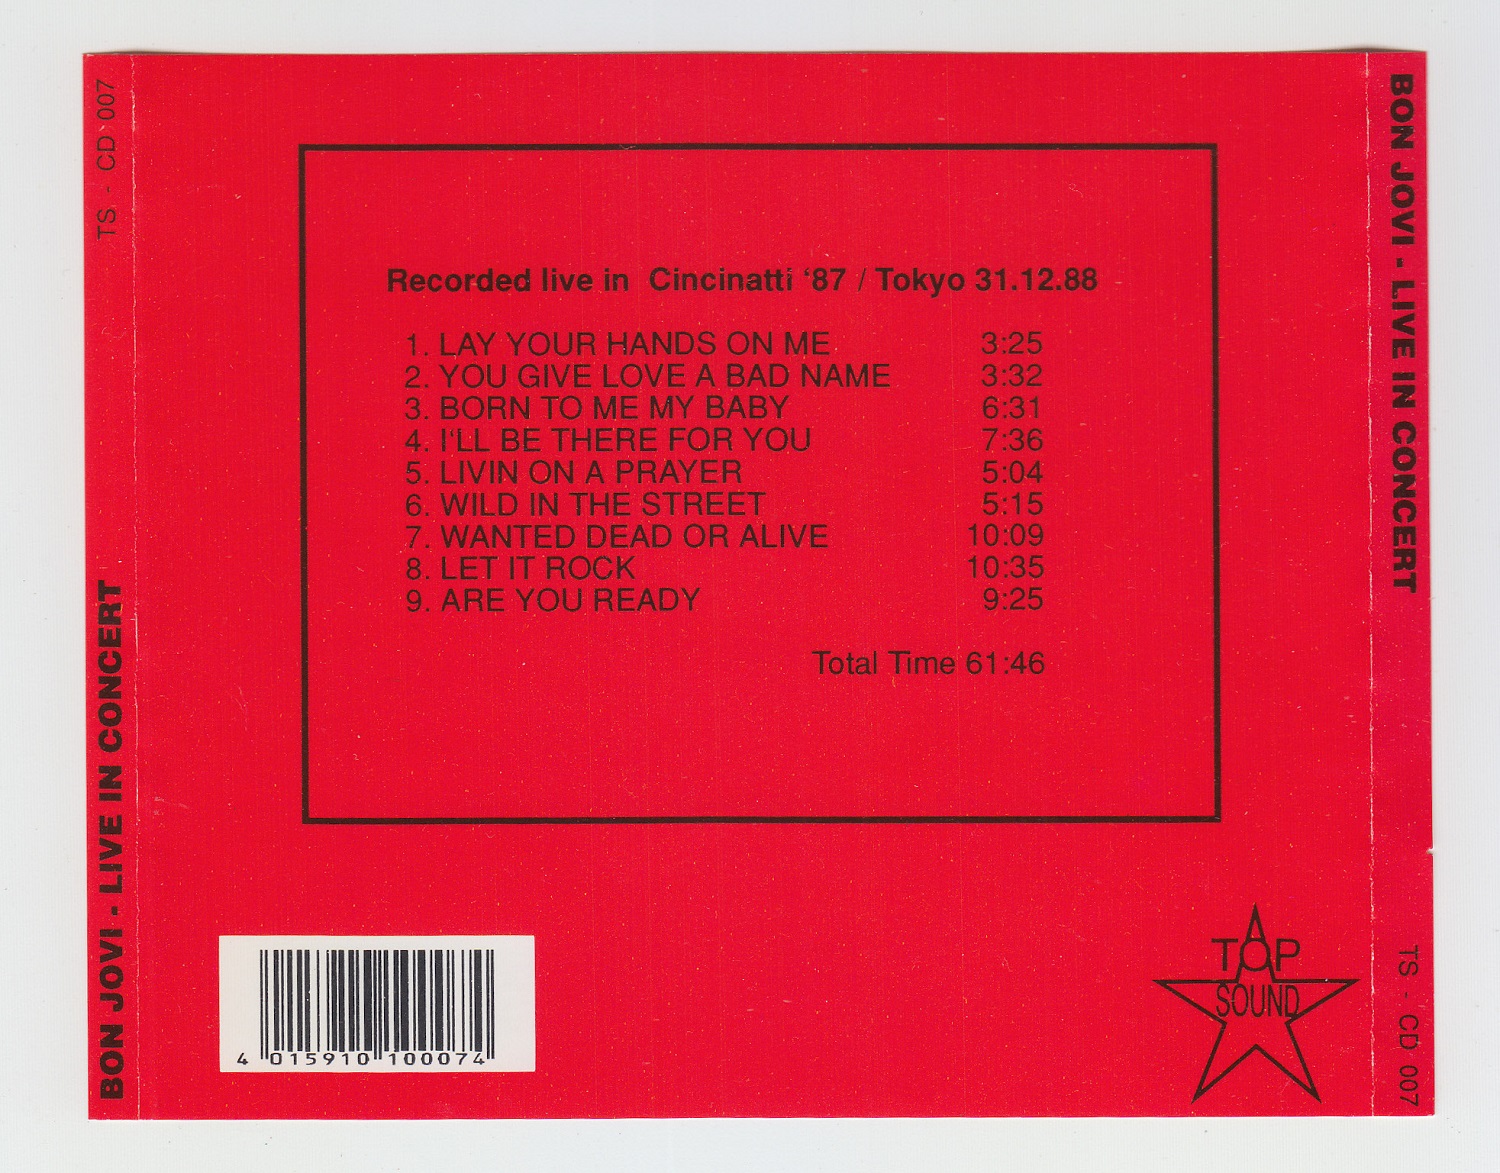 TS - CD 007
BON JOVI - LIVE IN CONCERT
Recorded live in Cincinatti '87 / Tokyo 31.12.88
1. LAY YOUR HANDS ON ME 3:25
2. YOU GIVE LOVE A BAD NAME 3:32
3. BORN TO ME MY BABY 6:31
4. I'LL BE THERE FOR YOU 7:36
5. LIVIN ON A PRAYER 5:04
6. WILD IN THE STREET 5:15
7. WANTED DEAD OR ALIVE 10:09
8. LET IT ROCK 10:35
9. ARE YOU READY 9:25
Total Time 61:46
4 015910 100074
TOP
SOUND
BON JOVI - LIVE IN CONCERT
TS - CD 007